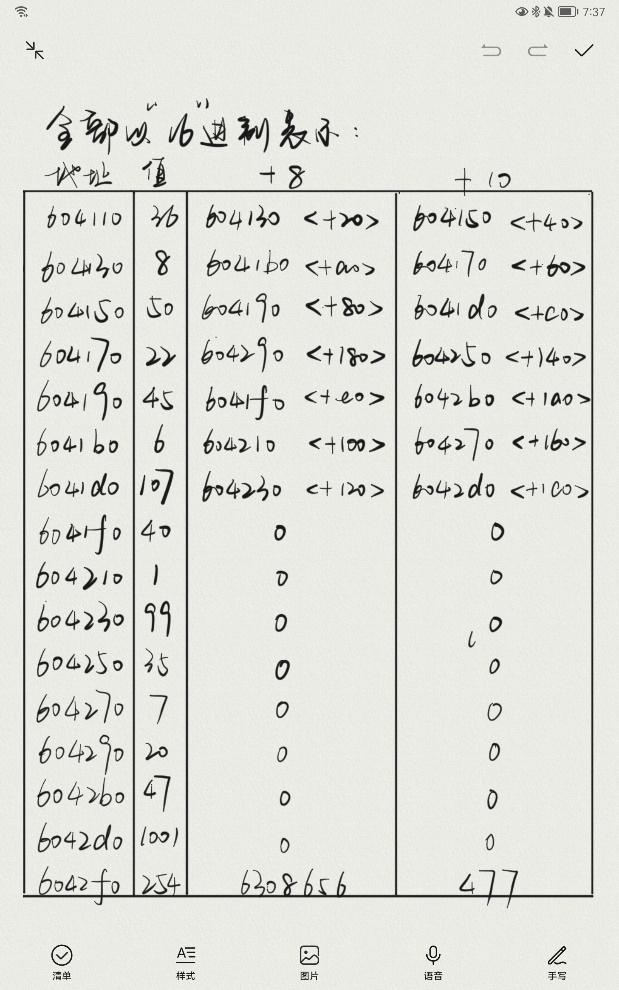 7:37
全部以"16"进制表示：
地址 值 +8 +10
604110 36 604130 <+20> 604150 <+40>
604130 8 6041b0 <+a0> 604170 <+60>
604150 50 604190 <+80> 6041d0 <+c0>
604170 22 604290 <+180> 604250 <+140>
604190 45 6041f0 <+e0> 6042b0 <+1a0>
6041b0 6 604210 <+100> 604270 <+160>
6041d0 107 604230 <+120> 6042d0 <+1c0>
6041f0 40 0 0
604210 1 0 0
604230 99 0 0
604250 35 0 0
604270 7 0 0
604290 20 0 0
6042b0 47 0 0
6042d0 1001 0 0
6042f0 254 6308656 477
清单 样式 图片 语音 手写